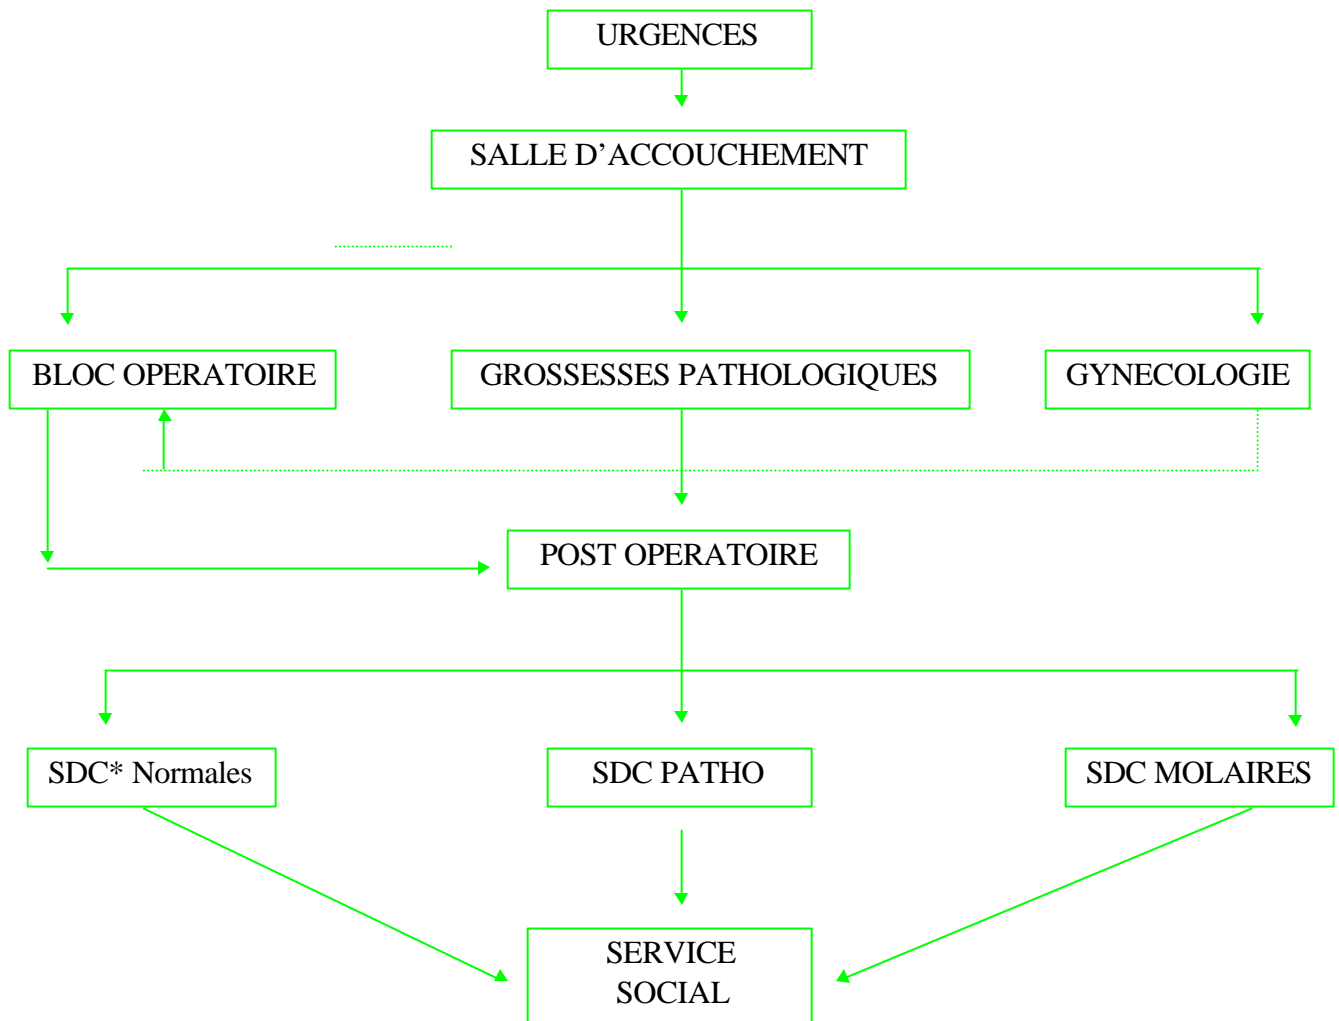 URGENCES
SALLE D’ACCOUCHEMENT
BLOC OPERATOIRE
GROSSESSES PATHOLOGIQUES
GYNECOLOGIE
POST OPERATOIRE
SDC* Normales
SDC PATHO
SDC MOLAIRES
SERVICE
SOCIAL